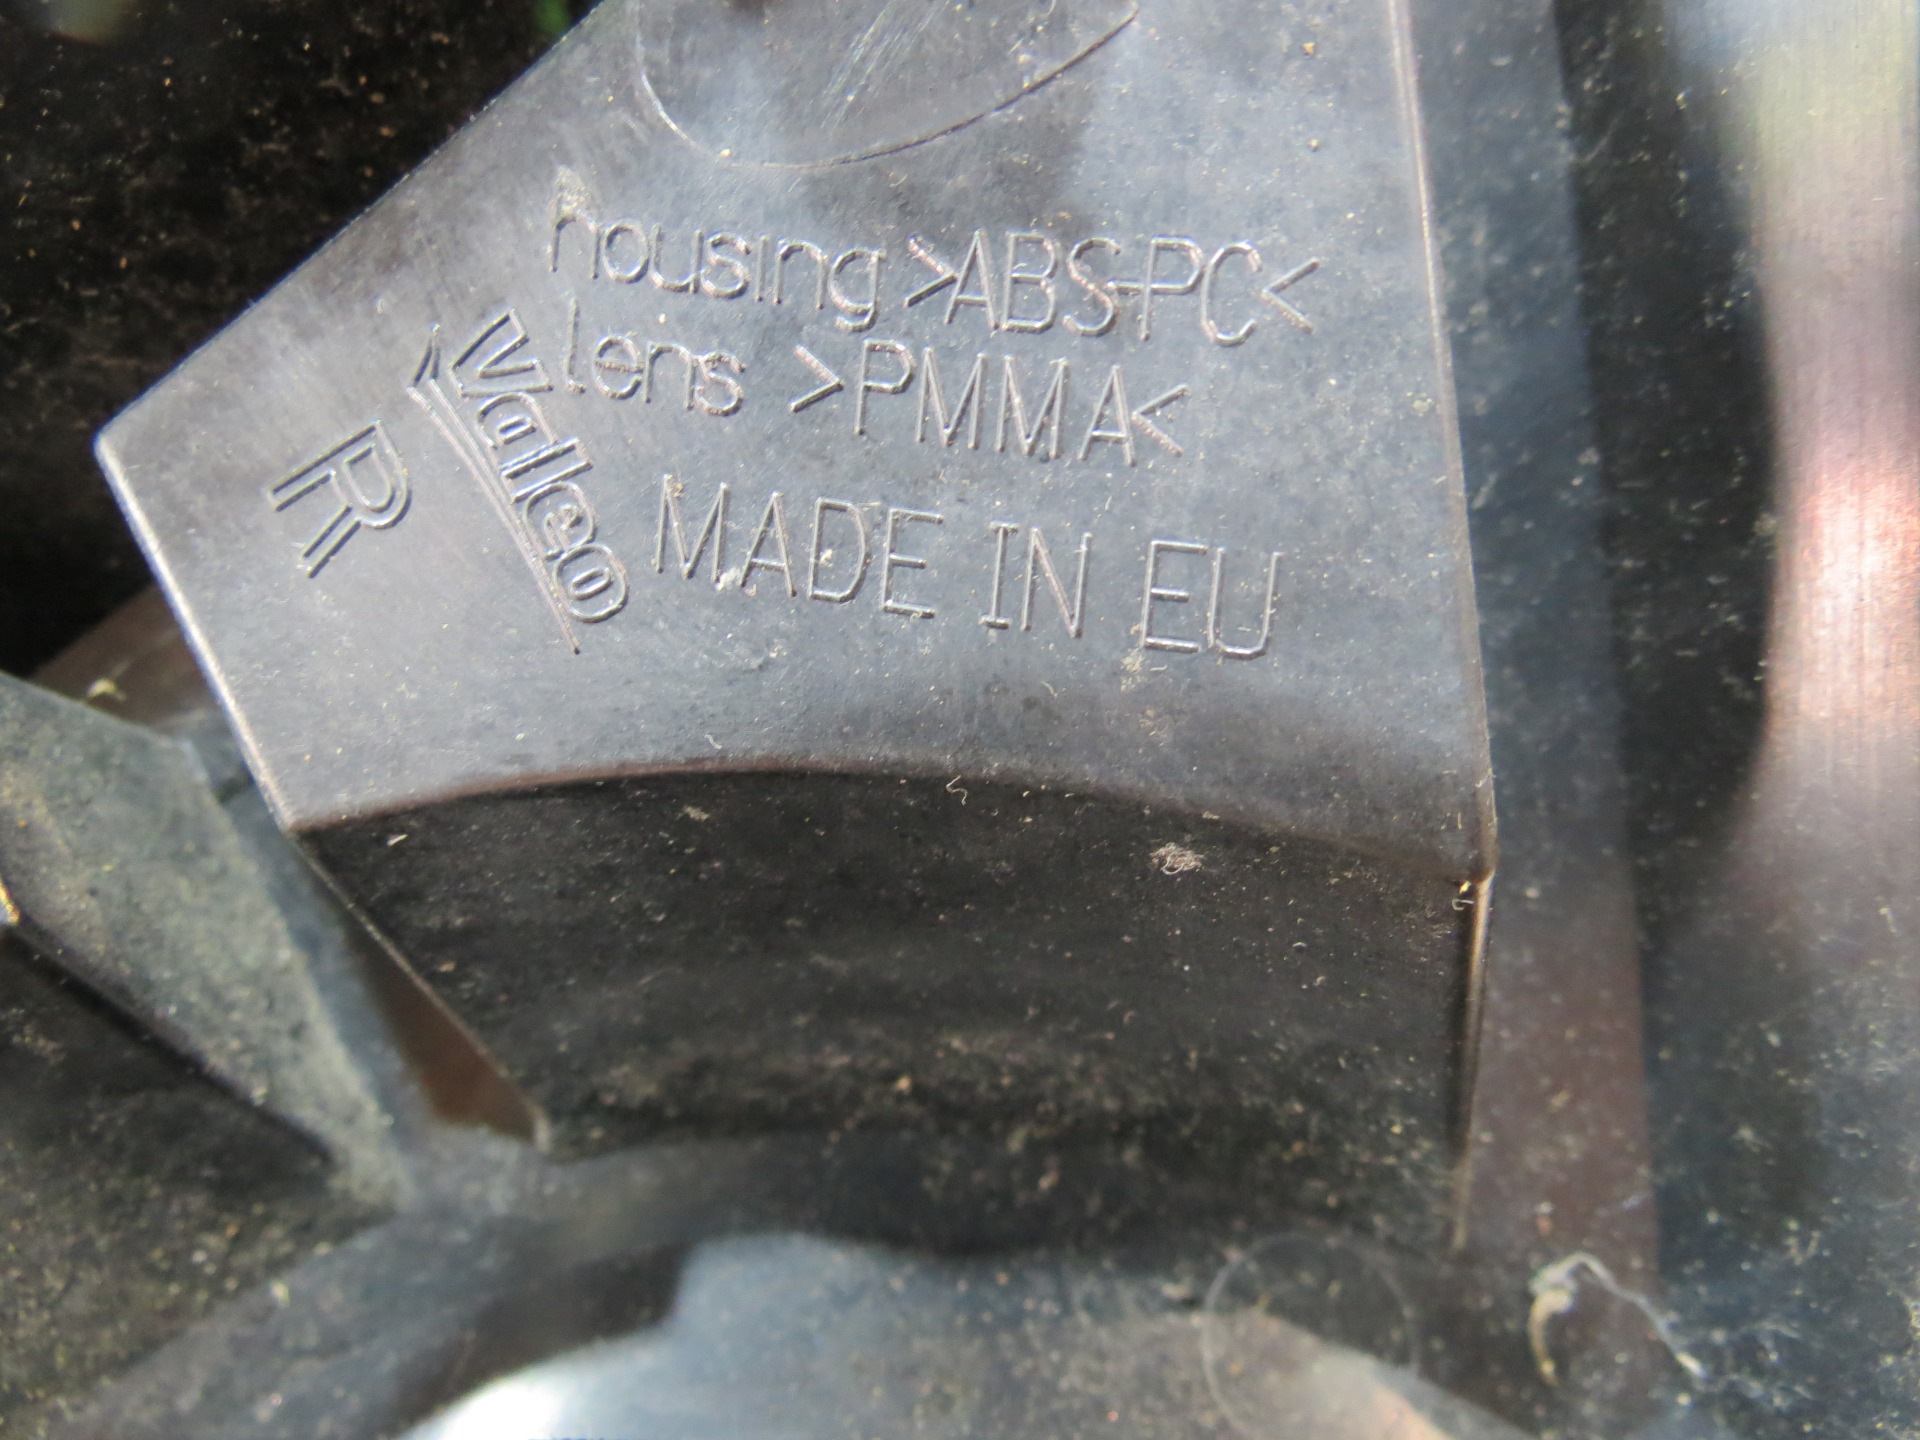 housing >ABS-PC<
lens >PMMA<
MADE IN EU
Valeo
R